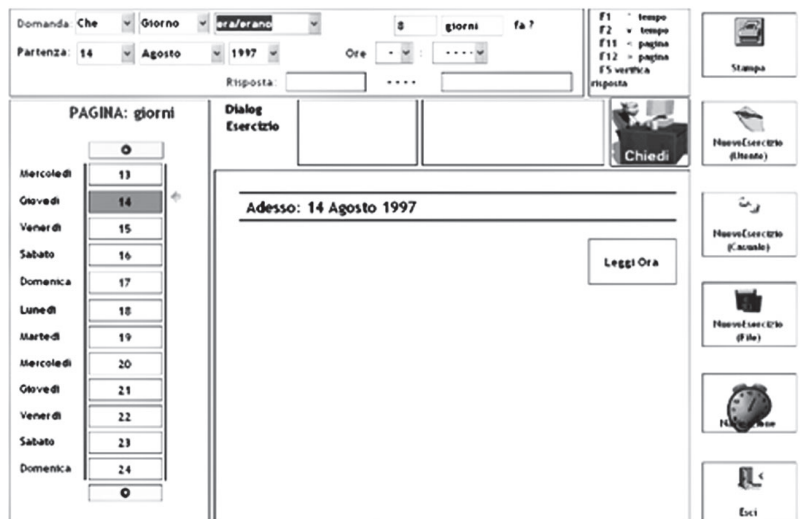 Domanda: Che Giorno era/erano 8 giorni fa ?
Partenza: 14 Agosto 1997 Ore - : ----
Risposta: ----
F1 ^ tempo
F2 v tempo
F11 < pagina
F12 > pagina
F5 verifica
risposta
Stampa
PAGINA: giorni
Mercoledì 13
Giovedì 14
Venerdì 15
Sabato 16
Domenica 17
Lunedì 18
Martedì 19
Mercoledì 20
Giovedì 21
Venerdì 22
Sabato 23
Domenica 24
Dialog
Esercizio
Chiedi
Adesso: 14 Agosto 1997
Leggi Ora
NuovoEsercizio
(Utente)
NuovoEsercizio
(Casuale)
NuovoEsercizio
(File)
Esci